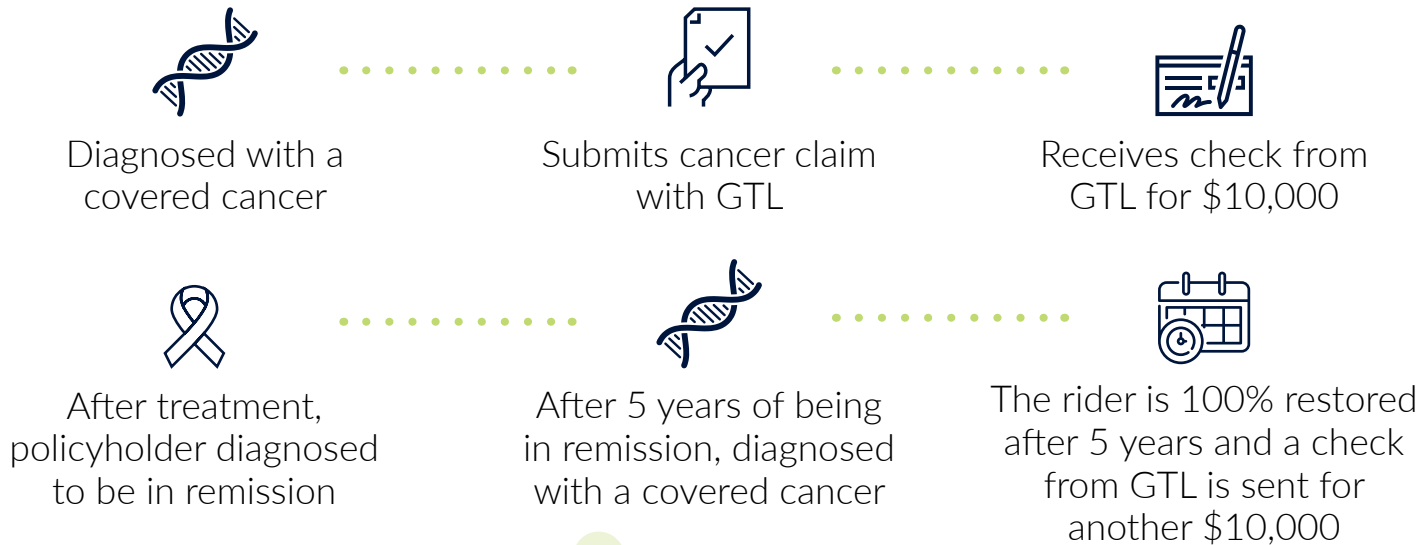 Diagnosed with a
covered cancer
Submits cancer claim
with GTL
Receives check from
GTL for $10,000
After treatment,
policyholder diagnosed
to be in remission
After 5 years of being
in remission, diagnosed
with a covered cancer
The rider is 100% restored
after 5 years and a check
from GTL is sent for
another $10,000